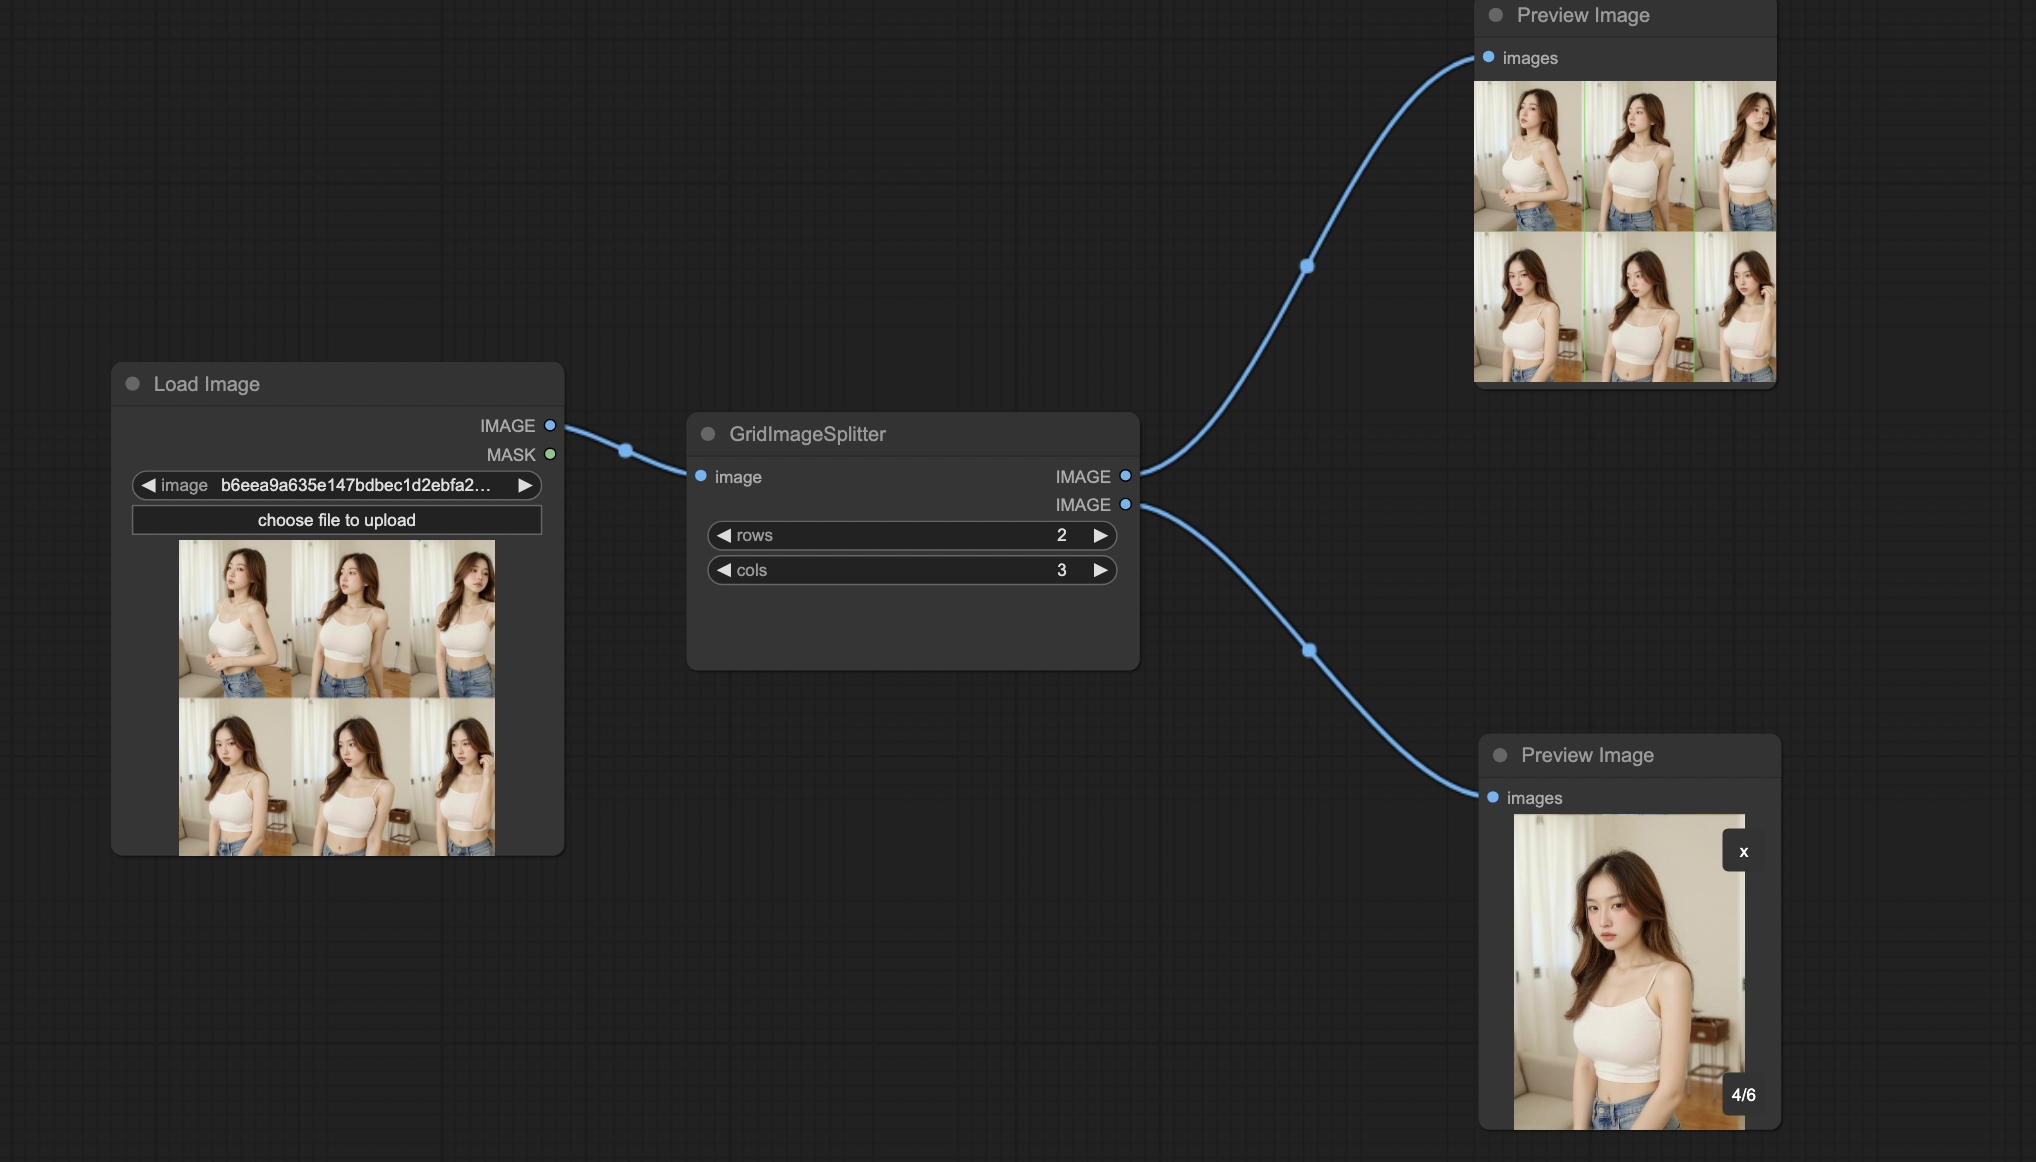 Preview Image
images
Load Image
IMAGE
MASK
image b6eea9a635e147bdbec1d2ebfa2...
choose file to upload
GridImageSplitter
image IMAGE
IMAGE
rows 2
cols 3
Preview Image
images
x
4/6